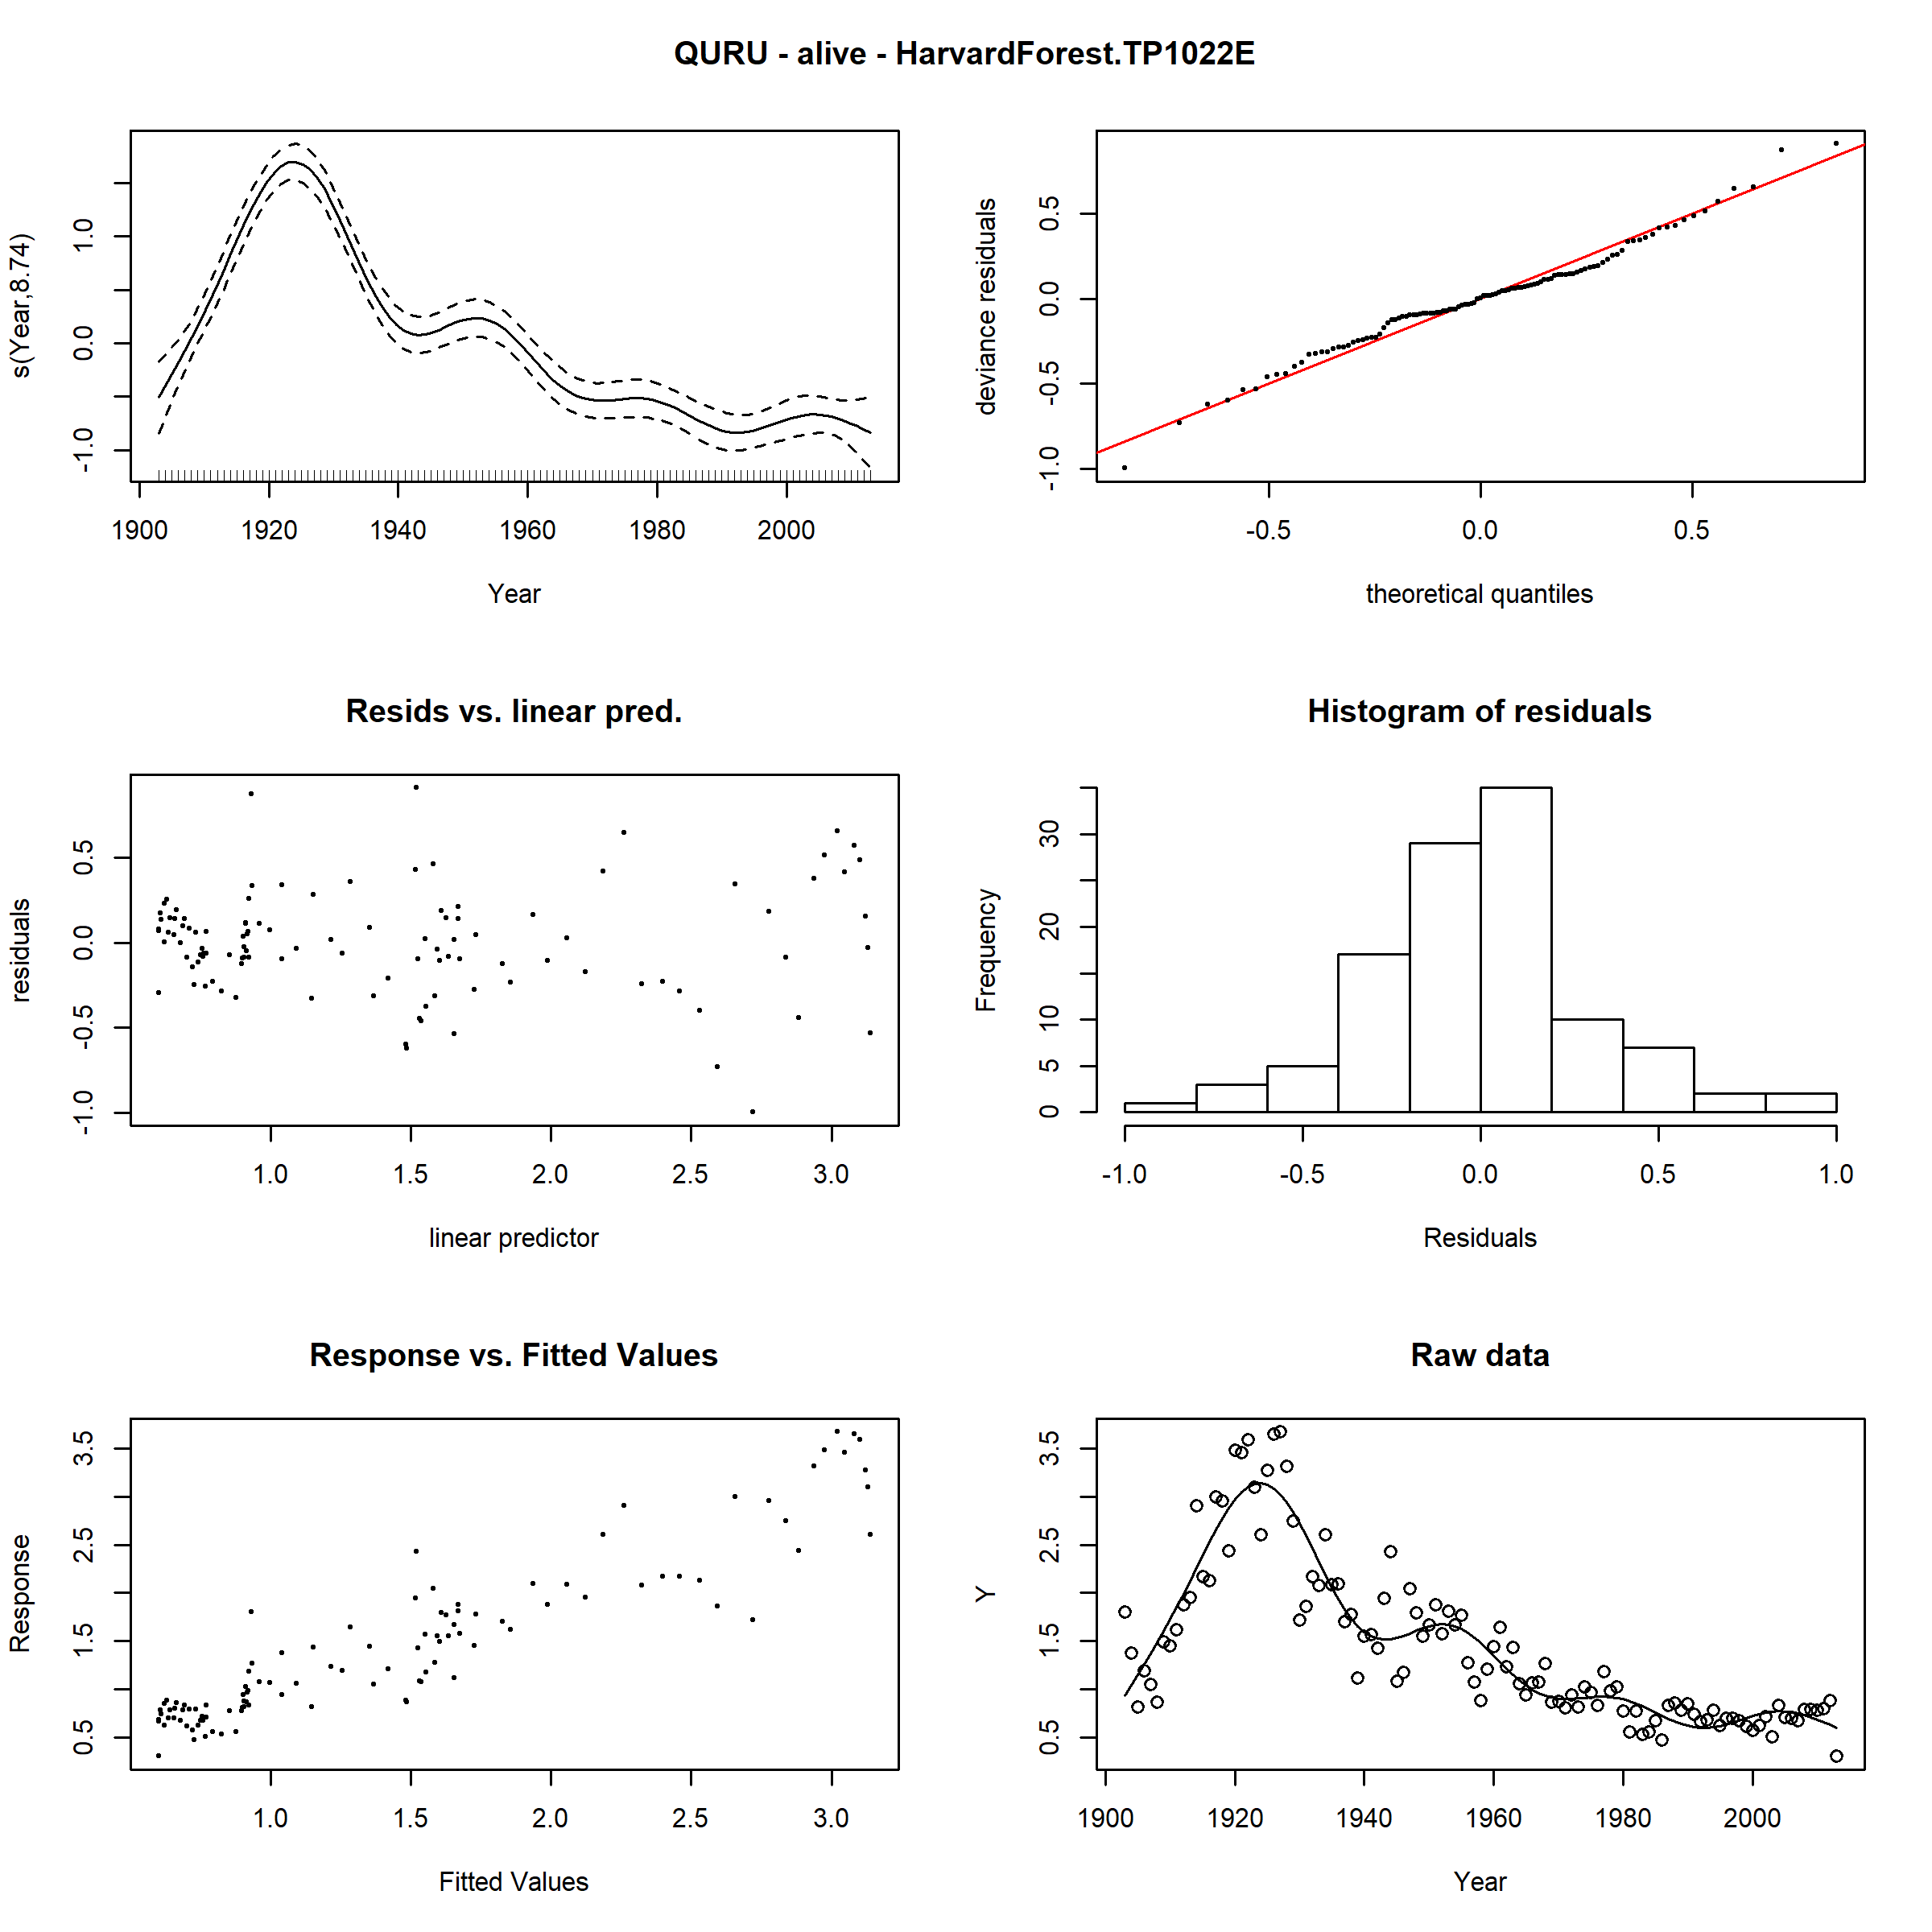 QURU - alive - HarvardForest.TP1022E
s(Year,8.74)
-1.0 0.0 1.0
1900 1920 1940 1960 1980 2000
Year
deviance residuals
-1.0 -0.5 0.0 0.5
-0.5 0.0 0.5
theoretical quantiles
Resids vs. linear pred.
residuals
-1.0 -0.5 0.0 0.5
1.0 1.5 2.0 2.5 3.0
linear predictor
Histogram of residuals
Frequency
0 5 10 20 30
-1.0 -0.5 0.0 0.5 1.0
Residuals
Response vs. Fitted Values
Response
0.5 1.5 2.5 3.5
1.0 1.5 2.0 2.5 3.0
Fitted Values
Raw data
Y
0.5 1.5 2.5 3.5
1900 1920 1940 1960 1980 2000
Year